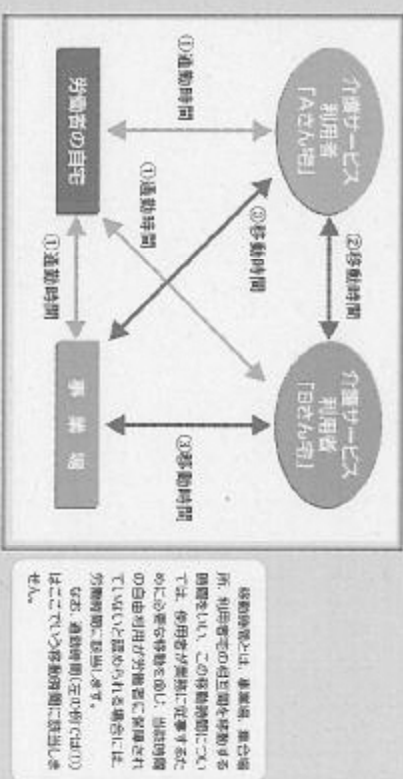 介護サービス
利用者
「Aさん宅」
②移動時間
介護サービス
利用者
「Bさん宅」
①通勤時間
①通勤時間
③移動時間
③移動時間
労働者の自宅
①通勤時間
事業場
移動時間とは、事業場、集合場
所、利用者宅の相互間を移動する
時間をいい、この移動時間につい
ては、使用者が業務に従事するた
めに必要な移動を命じ、当該時間
の自由利用が労働者に保障され
ていないと認められる場合には、
労働時間に該当します。
なお、通勤時間(左の図では①)
はここでいう移動時間に該当しま
せん。